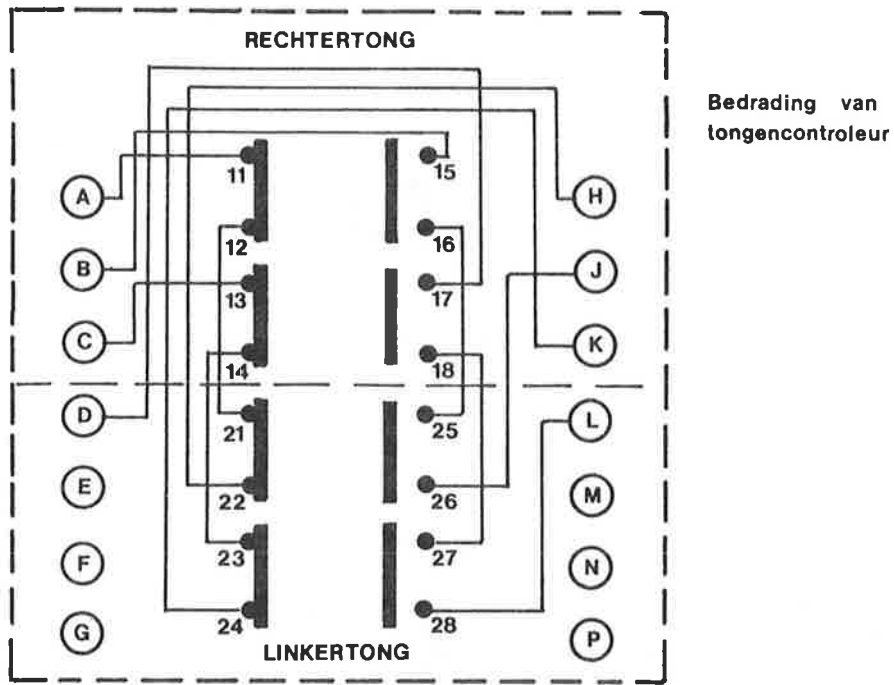 RECHTERTONG
Bedrading van
tongencontroleur
11
15
A
H
12
16
B
J
13
17
C
K
14
18
D
L
21
25
E
M
22
26
F
N
23
27
G
P
24
28
LINKERTONG